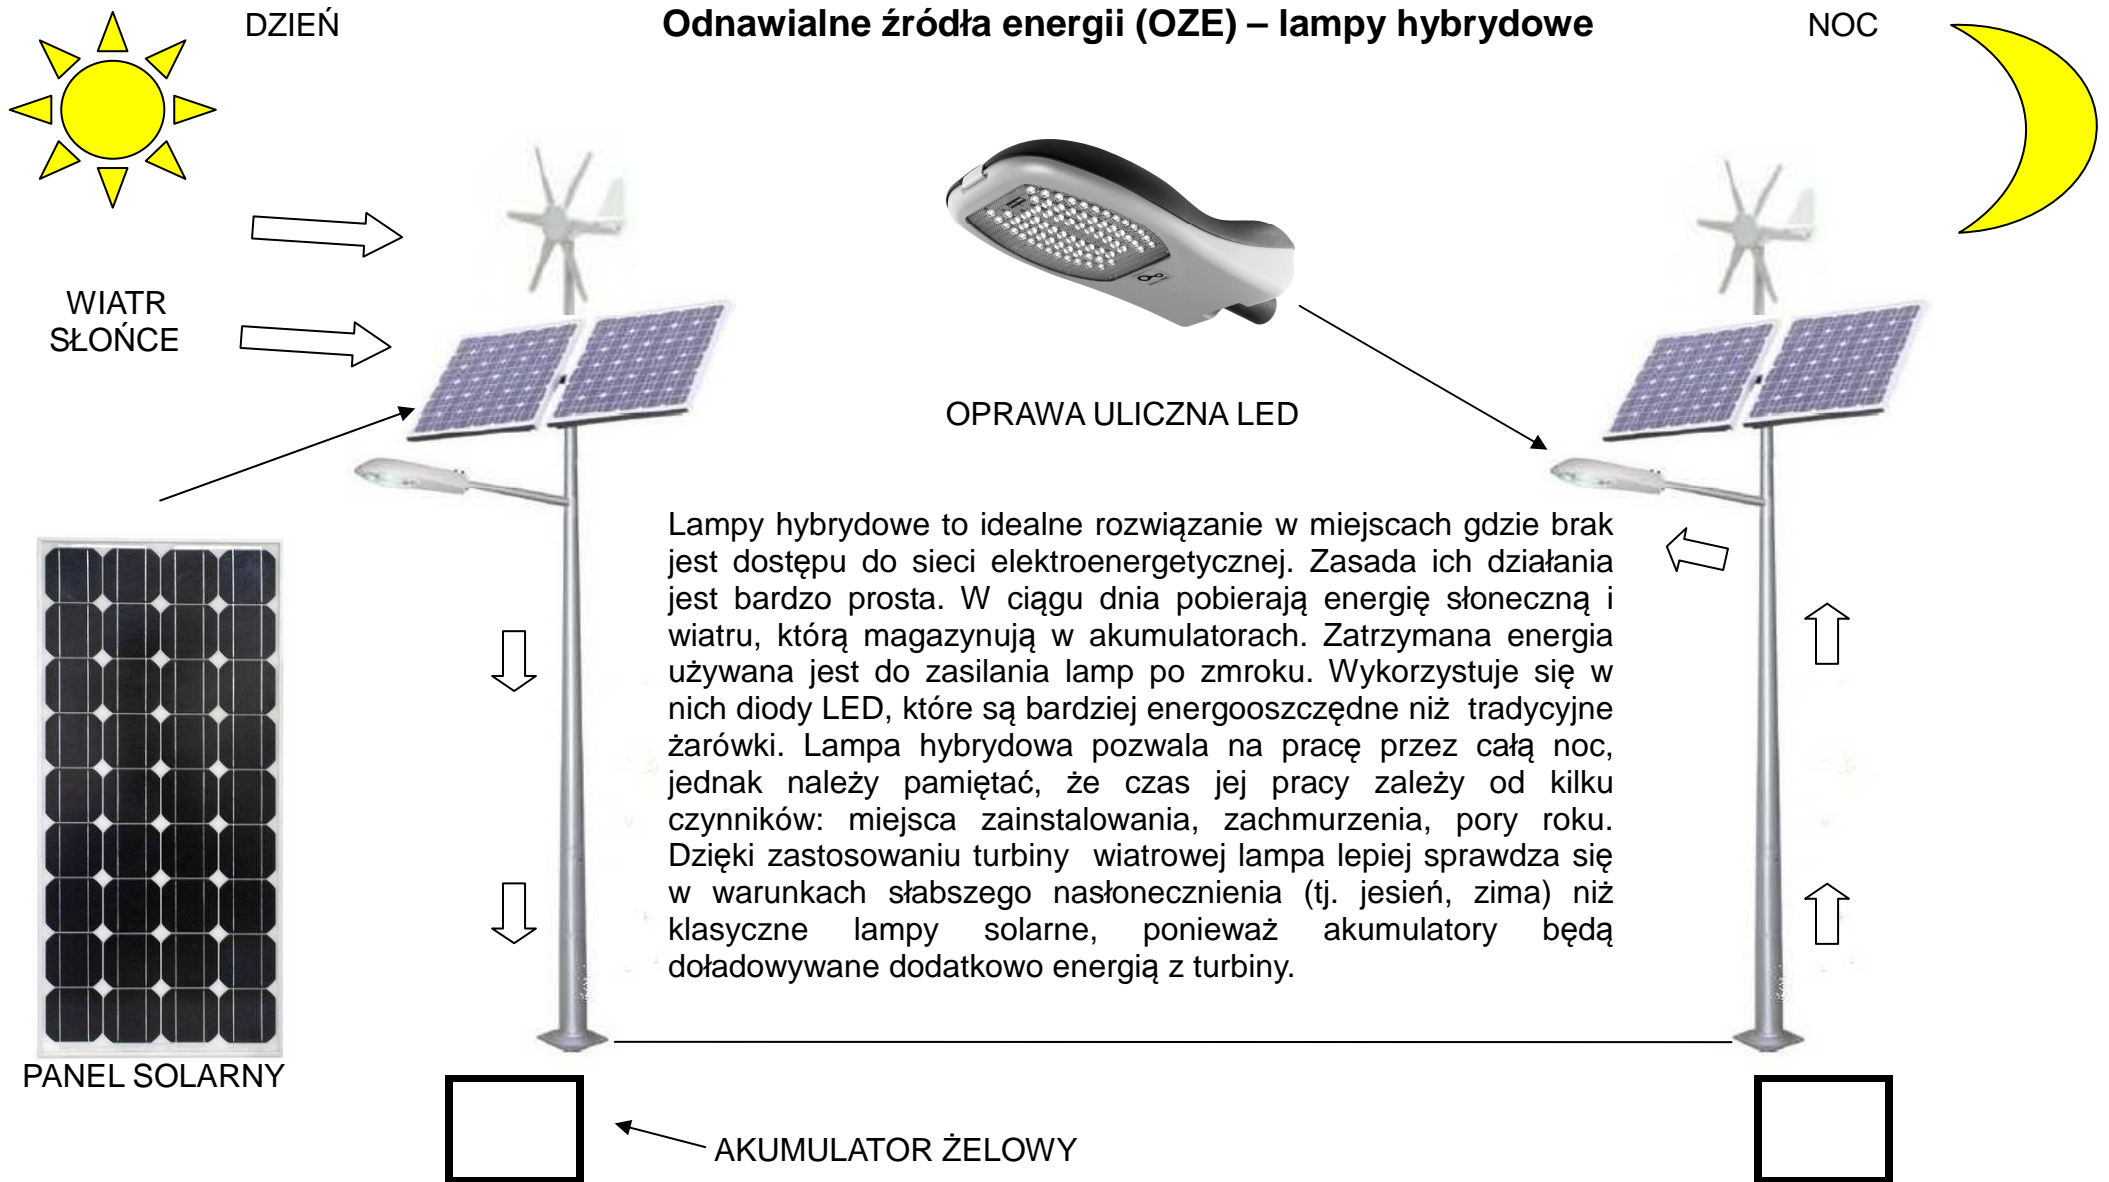 DZIEŃ
Odnawialne źródła energii (OZE) – lampy hybrydowe
NOC
WIATR
SŁOŃCE
OPRAWA ULICZNA LED
Lampy hybrydowe to idealne rozwiązanie w miejscach gdzie brak
jest dostępu do sieci elektroenergetycznej. Zasada ich działania
jest bardzo prosta. W ciągu dnia pobierają energię słoneczną i
wiatru, którą magazynują w akumulatorach. Zatrzymana energia
używana jest do zasilania lamp po zmroku. Wykorzystuje się w
nich diody LED, które są bardziej energooszczędne niż tradycyjne
żarówki. Lampa hybrydowa pozwala na pracę przez całą noc,
jednak należy pamiętać, że czas jej pracy zależy od kilku
czynników: miejsca zainstalowania, zachmurzenia, pory roku.
Dzięki zastosowaniu turbiny wiatrowej lampa lepiej sprawdza się
w warunkach słabszego nasłonecznienia (tj. jesień, zima) niż
klasyczne lampy solarne, ponieważ akumulatory będą
doładowywane dodatkowo energią z turbiny.
PANEL SOLARNY
AKUMULATOR ŻELOWY